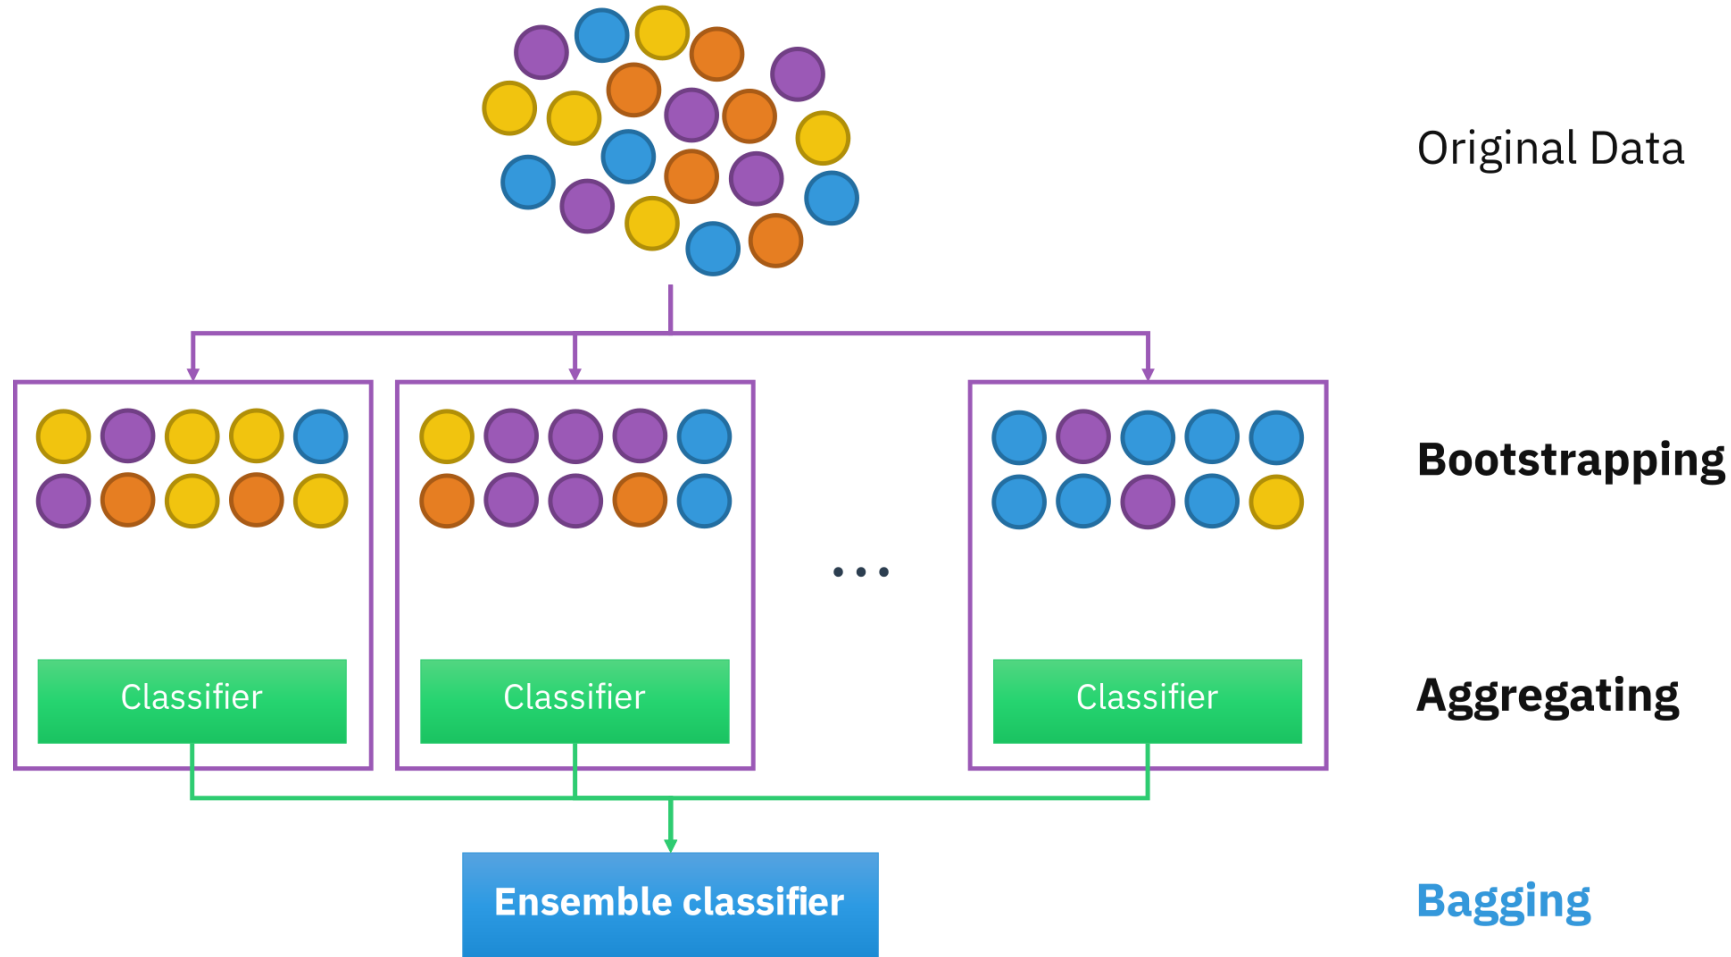 Original Data
Bootstrapping
...
Classifier
Classifier
Classifier
Aggregating
Ensemble classifier
Bagging